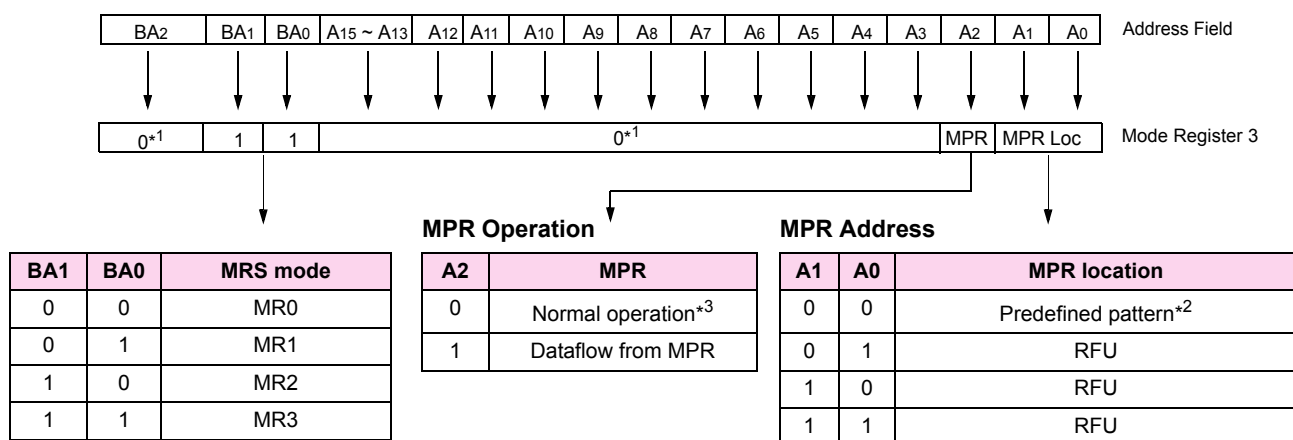 BA2 BA1 BA0 A15 ~ A13 A12 A11 A10 A9 A8 A7 A6 A5 A4 A3 A2 A1 A0 Address Field
0*1 1 1 0*1 MPR MPR Loc Mode Register 3
MPR Operation
MPR Address
BA1 BA0 MRS mode
0 0 MR0
0 1 MR1
1 0 MR2
1 1 MR3
A2 MPR
0 Normal operation*3
1 Dataflow from MPR
A1 A0 MPR location
0 0 Predefined pattern*2
0 1 RFU
1 0 RFU
1 1 RFU